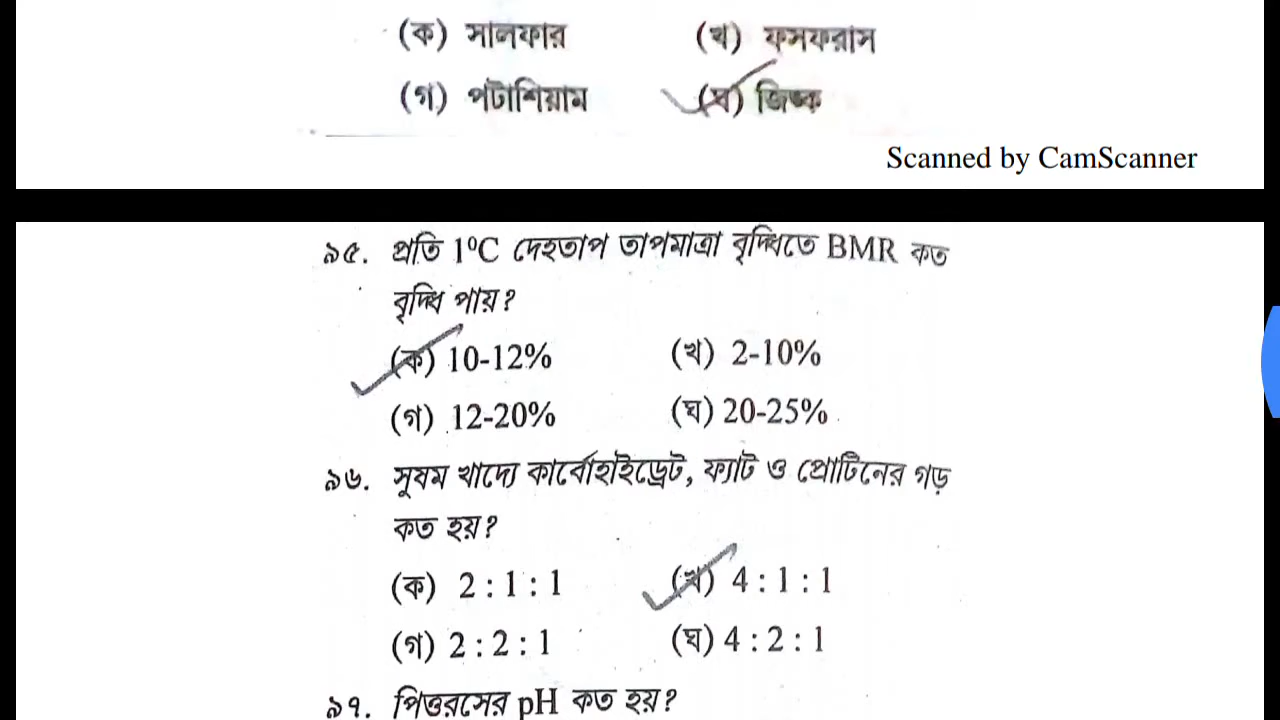 (ক) সালফার (খ) ফসফরাস
(গ) পটাশিয়াম (ঘ) জিঙ্ক
Scanned by CamScanner
৯৫. প্রতি 1°C দেহতাপ তাপমাত্রা বৃদ্ধিতে BMR কত
বৃদ্ধি পায়?
(ক) 10-12% (খ) 2-10%
(গ) 12-20% (ঘ) 20-25%
৯৬. সুষম খাদ্যে কার্বোহাইড্রেট, ফ্যাট ও প্রোটিনের গড়
কত হয়?
(ক) 2 : 1 : 1 (খ) 4 : 1 : 1
(গ) 2 : 2 : 1 (ঘ) 4 : 2 : 1
৯৭. পিত্তরসের pH কত হয়?